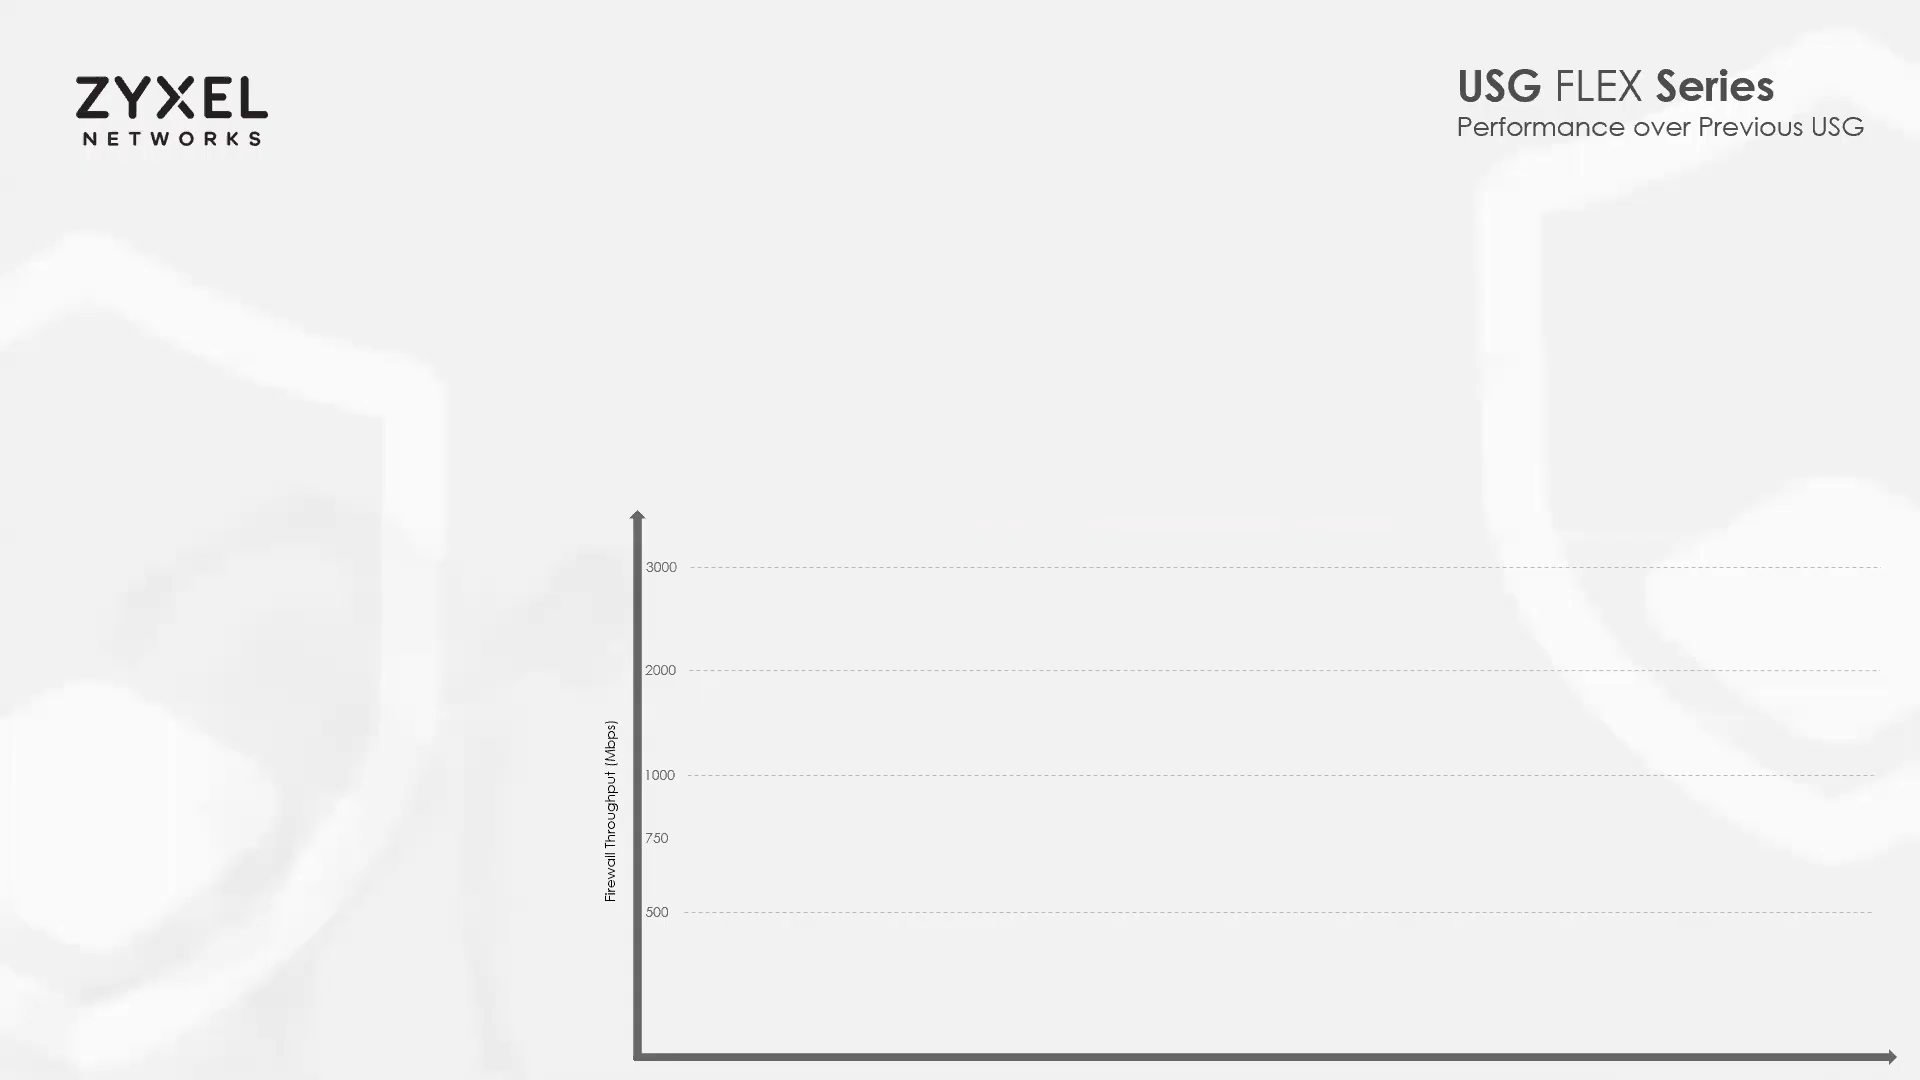 ZYXEL
NETWORKS
USG FLEX Series
Performance over Previous USG
3000
2000
1000
750
500
Firewall Throughput (Mbps)